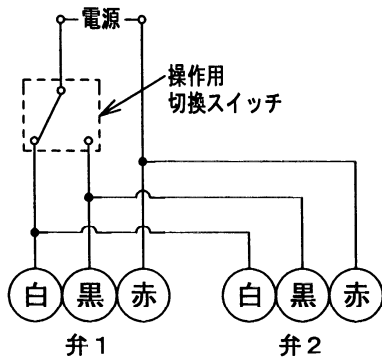 電源
操作用
切換スイッチ
白 黒 赤 白 黒 赤
弁1 弁2